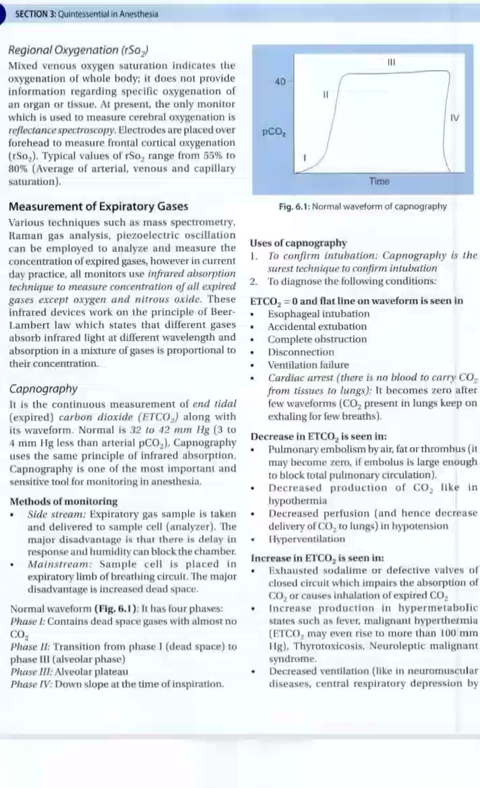 SECTION 3: Quintessential in Anesthesia
Regional Oxygenation (rSo₂)
Mixed venous oxygen saturation indicates the
oxygenation of whole body; it does not provide
information regarding specific oxygenation of
an organ or tissue. At present, the only monitor
which is used to measure cerebral oxygenation is
reflectance spectroscopy. Electrodes are placed over
forehead to measure frontal cortical oxygenation
(rSo₂). Typical values of rSo₂ range from 55% to
80% (Average of arterial, venous and capillary
saturation).
Measurement of Expiratory Gases
Various techniques such as mass spectrometry,
Raman gas analysis, piezoelectric oscillation
can be employed to analyze and measure the
concentration of expired gases, however in current
day practice, all monitors use infrared absorption
technique to measure concentration of all expired
gases except oxygen and nitrous oxide. These
infrared devices work on the principle of Beer-
Lambert law which states that different gases
absorb infrared light at different wavelength and
absorption in a mixture of gases is proportional to
their concentration.
Capnography
It is the continuous measurement of end tidal
(expired) carbon dioxide (ETCO₂) along with
its waveform. Normal is 32 to 42 mm Hg (3 to
4 mm Hg less than arterial pCO₂). Capnography
uses the same principle of infrared absorption.
Capnography is one of the most important and
sensitive tool for monitoring in anesthesia.
Methods of monitoring
• Side stream: Expiratory gas sample is taken
and delivered to sample cell (analyzer). The
major disadvantage is that there is delay in
response and humidity can block the chamber.
• Mainstream: Sample cell is placed in
expiratory limb of breathing circuit. The major
disadvantage is increased dead space.
Normal waveform (Fig. 6.1): It has four phases:
Phase I: Contains dead space gases with almost no
CO₂
Phase II: Transition from phase I (dead space) to
phase III (alveolar phase)
Phase III: Alveolar plateau
Phase IV: Down slope at the time of inspiration.
III
40
II
IV
pCO₂
I
Time
Fig. 6.1: Normal waveform of capnography
Uses of capnography
1. To confirm intubation: Capnography is the
surest technique to confirm intubation
2. To diagnose the following conditions:
ETCO₂ = 0 and flat line on waveform is seen in
• Esophageal intubation
• Accidental extubation
• Complete obstruction
• Disconnection
• Ventilation failure
• Cardiac arrest (there is no blood to carry CO₂
from tissues to lungs): It becomes zero after
few waveforms (CO₂ present in lungs keep on
exhaling for few breaths).
Decrease in ETCO₂ is seen in:
• Pulmonary embolism by air, fat or thrombus (it
may become zero, if embolus is large enough
to block total pulmonary circulation).
• Decreased production of CO₂ like in
hypothermia
• Decreased perfusion (and hence decrease
delivery of CO₂ to lungs) in hypotension
• Hyperventilation
Increase in ETCO₂ is seen in:
• Exhausted sodalime or defective valves of
closed circuit which impairs the absorption of
CO₂ or causes inhalation of expired CO₂
• Increase production in hypermetabolic
states such as fever, malignant hyperthermia
(ETCO₂ may even rise to more than 100 mm
Hg), Thyrotoxicosis, Neuroleptic malignant
syndrome.
• Decreased ventilation (like in neuromuscular
diseases, central respiratory depression by